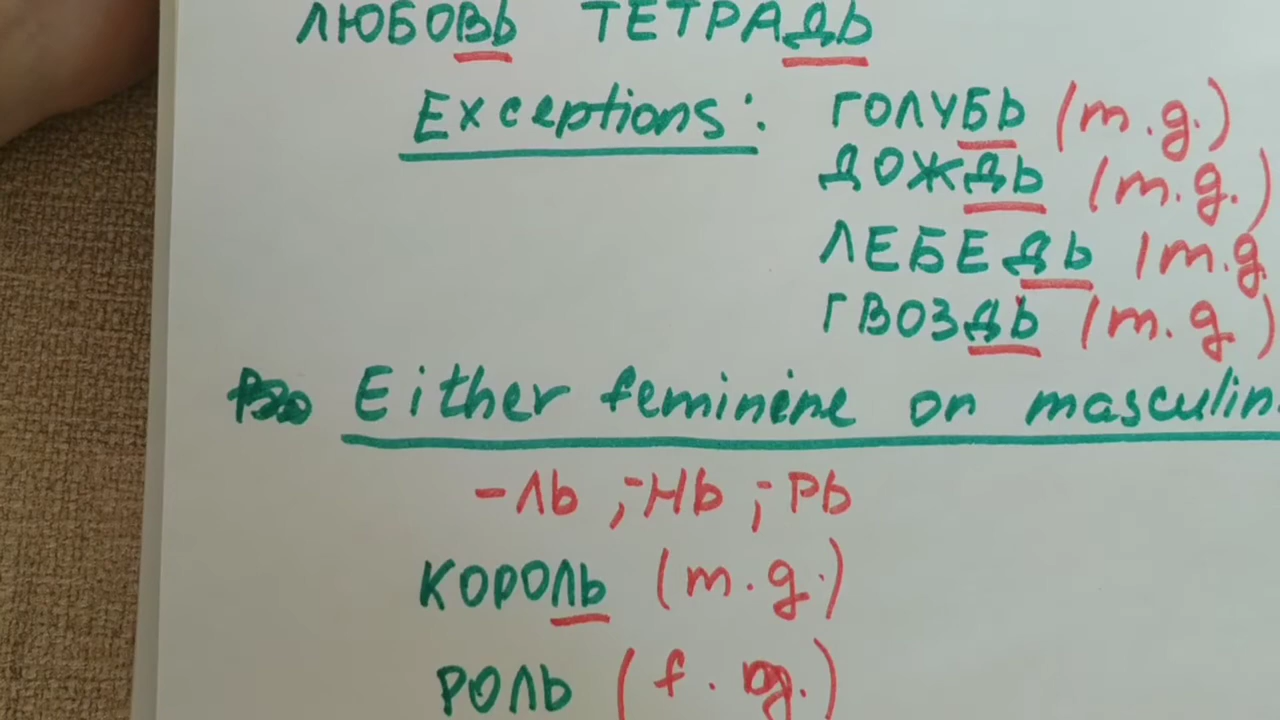 ЛЮБОВЬ ТЕТРАДЬ
Exceptions: ГОЛУБЬ (m.g.)
ДОЖДЬ (m.g.)
ЛЕБЕДЬ (m.g
ГВОЗДЬ (m.g)
Either feminine or masculin
-ЛЬ ;-НЬ ;-РЬ
КОРОЛЬ (m.g.)
РОЛЬ (f.g.)